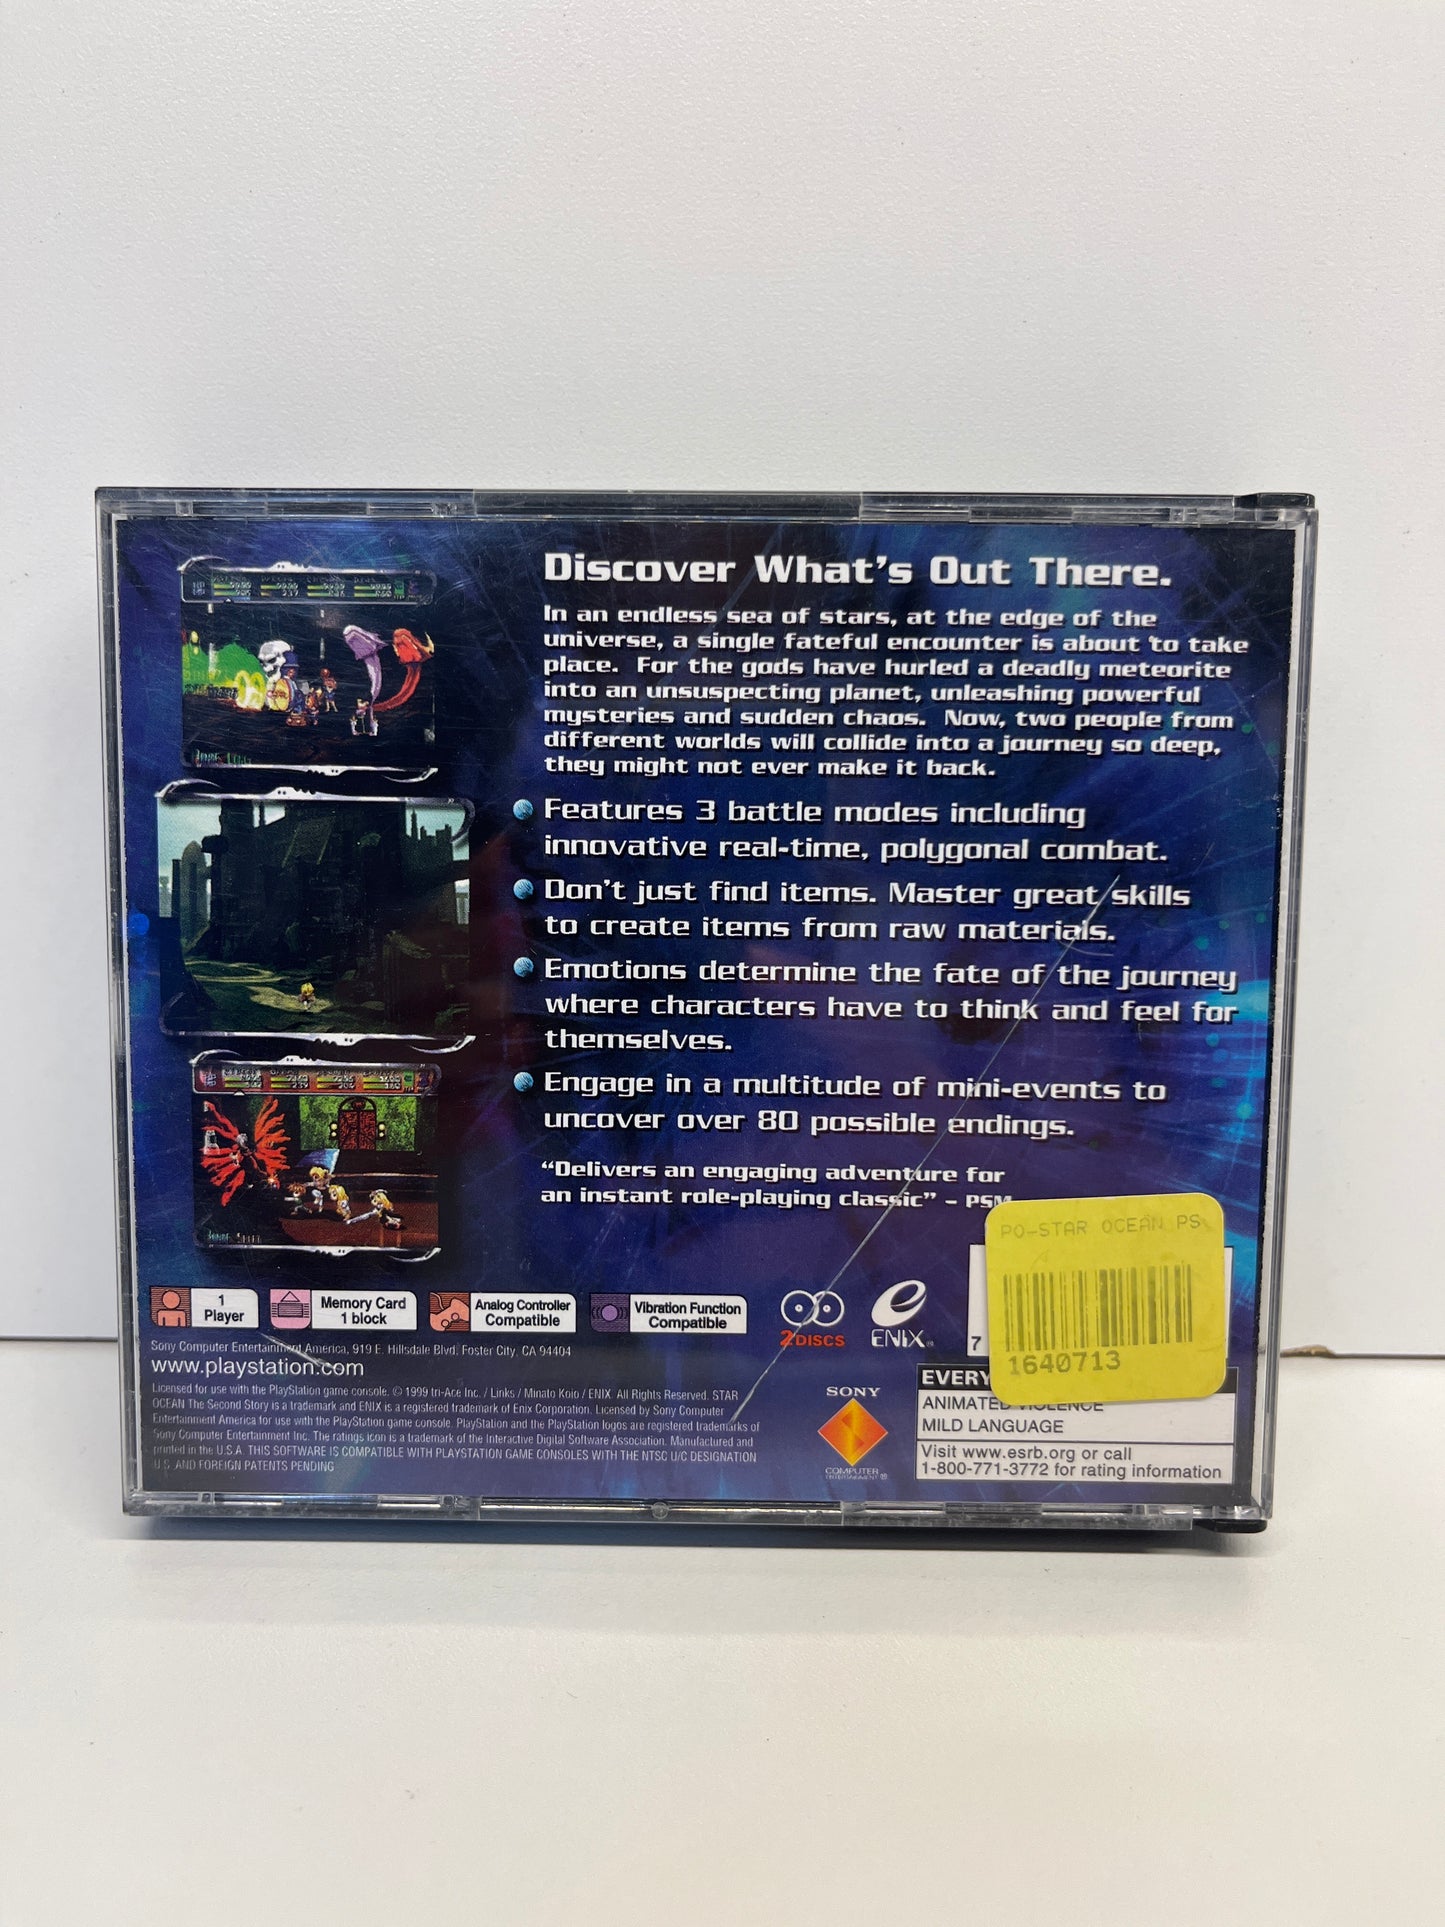 Discover What's Out There.
In an endless sea of stars, at the edge of the
universe, a single fateful encounter is about to take
place. For the gods have hurled a deadly meteorite
into an unsuspecting planet, unleashing powerful
mysteries and sudden chaos. Now, two people from
different worlds will collide into a journey so deep,
they might not ever make it back.
Features 3 battle modes including
innovative real-time, polygonal combat.
Don't just find items. Master great skills
to create items from raw materials.
Emotions determine the fate of the journey
where characters have to think and feel for
themselves.
Engage in a multitude of mini-events to
uncover over 80 possible endings.
"Delivers an engaging adventure for
an instant role-playing classic" - PSM
PO-STAR OCEAN PS
1640713
7
1
Player
Memory Card
1 block
Analog Controller
Compatible
Vibration Function
Compatible
2 DISCS
ENIX
Sony Computer Entertainment America, 919 E. Hillsdale Blvd. Foster City, CA 94404
www.playstation.com
Licensed for use with the PlayStation game console. © 1999 tri-Ace Inc. / Links / Minato Koio / ENIX. All Rights Reserved. STAR
OCEAN The Second Story is a trademark and ENIX is a registered trademark of Enix Corporation. Licensed by Sony Computer
Entertainment America for use with the PlayStation game console. PlayStation and the PlayStation logos are registered trademarks of
Sony Computer Entertainment Inc. The ratings icon is a trademark of the Interactive Digital Software Association. Manufactured and
printed in the U.S.A. THIS SOFTWARE IS COMPATIBLE WITH PLAYSTATION GAME CONSOLES WITH THE NTSC U/C DESIGNATION
U.S. AND FOREIGN PATENTS PENDING
SONY
COMPUTER
ENTERTAINMENT
EVERY
ANIMATED VIOLENCE
MILD LANGUAGE
Visit www.esrb.org or call
1-800-771-3772 for rating information